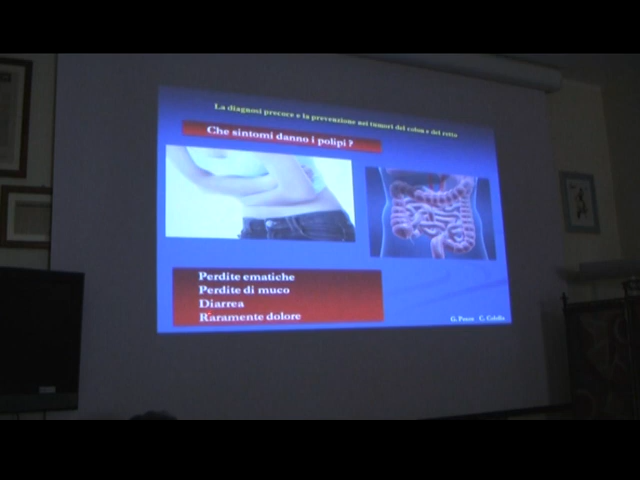 La diagnosi precoce e la prevenzione nei tumori del colon e del retto
Che sintomi danno i polipi ?
Perdite ematiche
Perdite di muco
Diarrea
Raramente dolore